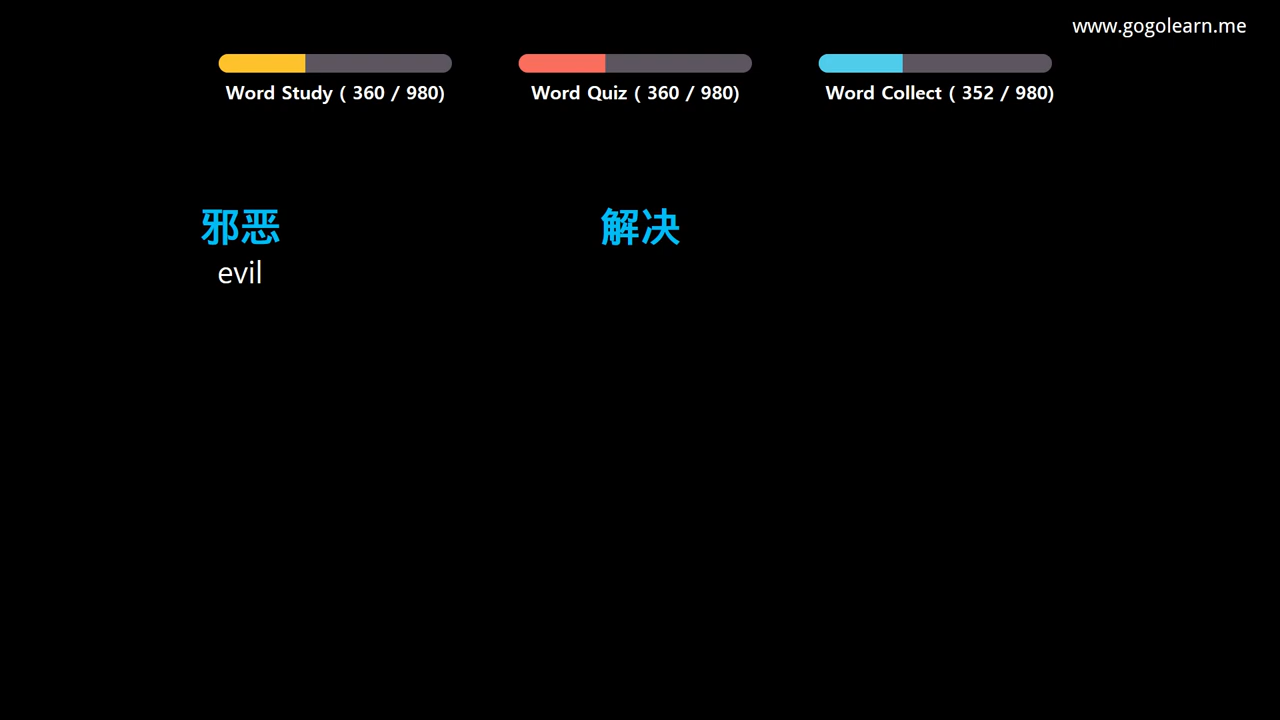 www.gogolearn.me
Word Study ( 360 / 980)
Word Quiz ( 360 / 980)
Word Collect ( 352 / 980)
邪恶
evil
解决